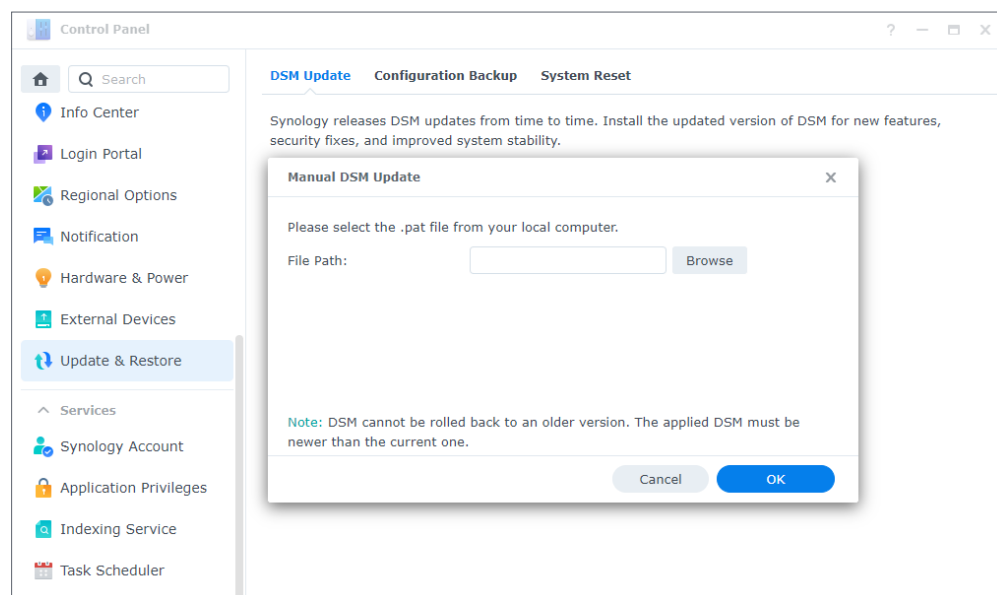 Control Panel
Search
DSM Update Configuration Backup System Reset
Info Center
Synology releases DSM updates from time to time. Install the updated version of DSM for new features,
security fixes, and improved system stability.
Login Portal
Manual DSM Update
Regional Options
Please select the .pat file from your local computer.
Notification
File Path:
Browse
Hardware & Power
External Devices
Update & Restore
Services
Note: DSM cannot be rolled back to an older version. The applied DSM must be
newer than the current one.
Synology Account
Cancel
OK
Application Privileges
Indexing Service
Task Scheduler